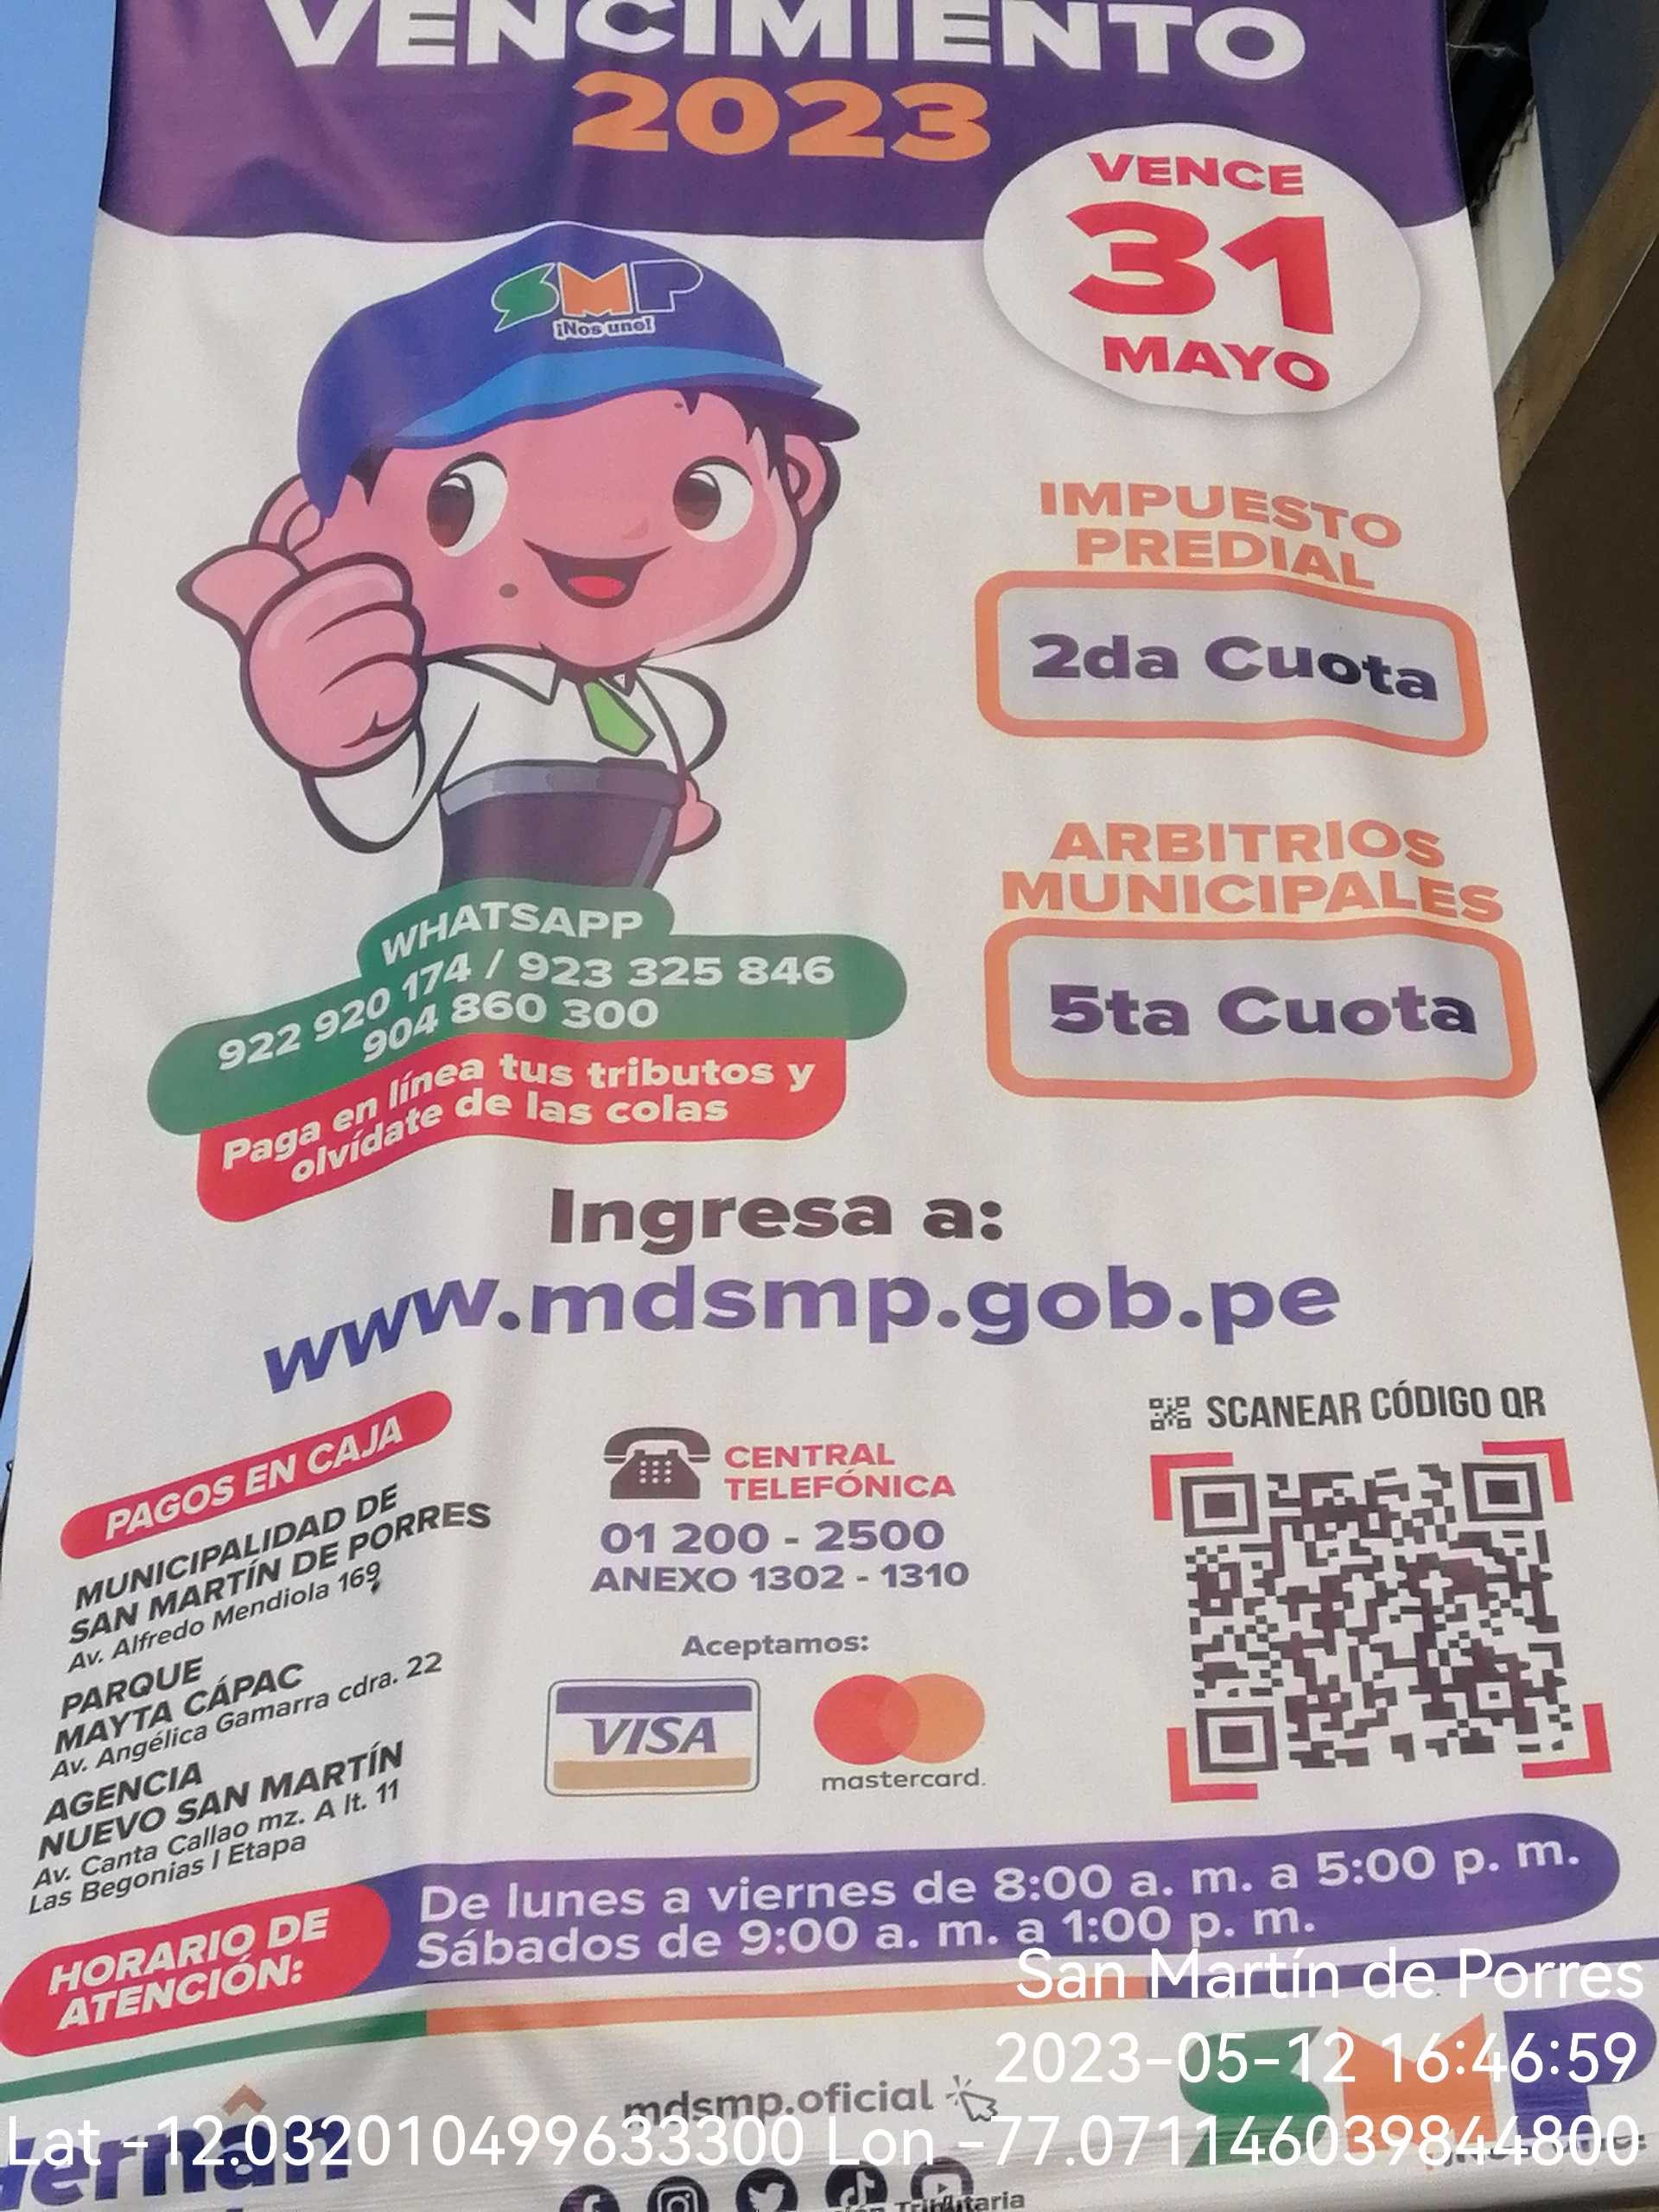 VENCIMIENTO
2023
VENCE
31
MAYO
SMP
¡Nos une!
IMPUESTO
PREDIAL
2da Cuota
ARBITRIOS
MUNICIPALES
5ta Cuota
WHATSAPP
922 920 174 / 923 325 846
904 860 300
Paga en línea tus tributos y
olvídate de las colas
Ingresa a:
www.mdsmp.gob.pe
PAGOS EN CAJA
MUNICIPALIDAD DE
SAN MARTÍN DE PORRES
Av. Alfredo Mendiola 169
PARQUE
MAYTA CÁPAC
Av. Angélica Gamarra cdra. 22
AGENCIA
NUEVO SAN MARTÍN
Av. Canta Callao mz. A lt. 11
Las Begonias I Etapa
CENTRAL
TELEFÓNICA
01 200 - 2500
ANEXO 1302 - 1310
Aceptamos:
VISA
mastercard.
SCANEAR CÓDIGO QR
HORARIO DE
ATENCIÓN:
De lunes a viernes de 8:00 a. m. a 5:00 p. m.
Sábados de 9:00 a. m. a 1:00 p. m.
San Martín de Porres
2023-05-12 16:46:59
SMP
mdsmp.oficial
Lat -12.032010499633300 Lon -77.071146039844800
Tributaria